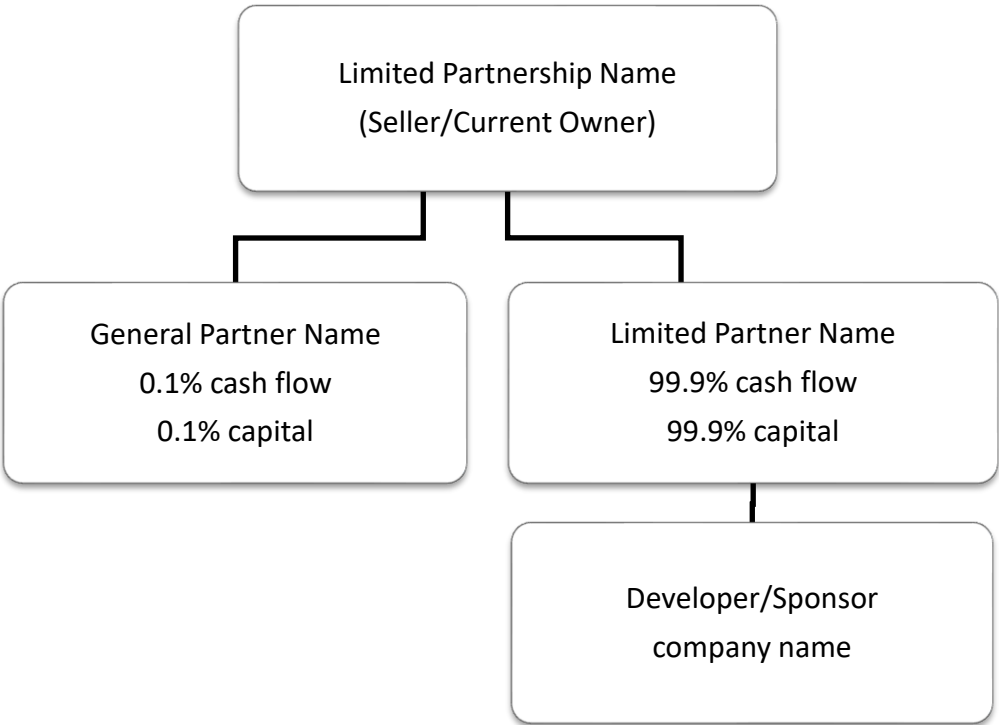 Limited Partnership Name
(Seller/Current Owner)
General Partner Name
0.1% cash flow
0.1% capital
Limited Partner Name
99.9% cash flow
99.9% capital
Developer/Sponsor
company name